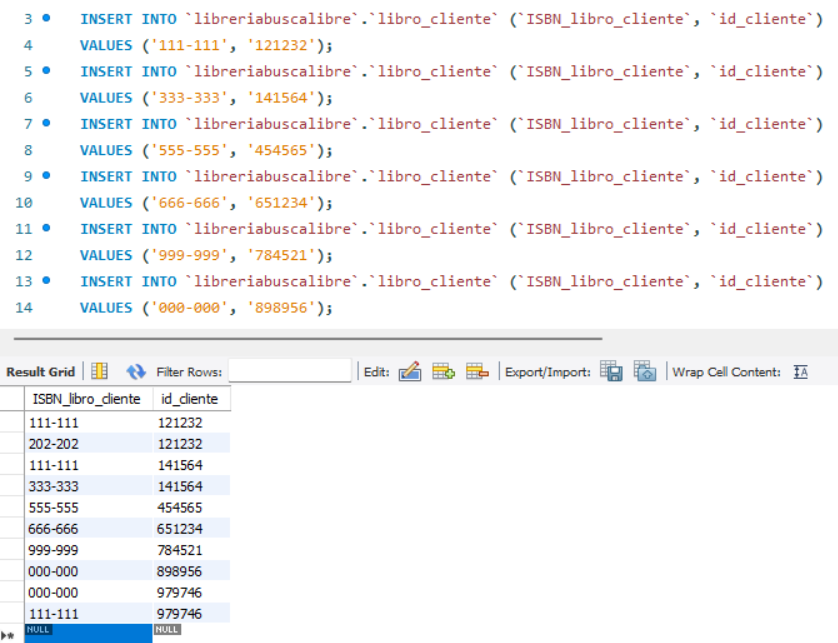 3 INSERT INTO `libreriabuscalibre`.`libro_cliente` (`ISBN_libro_cliente`, `id_cliente`)
4 VALUES ('111-111', '121232');
5 INSERT INTO `libreriabuscalibre`.`libro_cliente` (`ISBN_libro_cliente`, `id_cliente`)
6 VALUES ('333-333', '141564');
7 INSERT INTO `libreriabuscalibre`.`libro_cliente` (`ISBN_libro_cliente`, `id_cliente`)
8 VALUES ('555-555', '454565');
9 INSERT INTO `libreriabuscalibre`.`libro_cliente` (`ISBN_libro_cliente`, `id_cliente`)
10 VALUES ('666-666', '651234');
11 INSERT INTO `libreriabuscalibre`.`libro_cliente` (`ISBN_libro_cliente`, `id_cliente`)
12 VALUES ('999-999', '784521');
13 INSERT INTO `libreriabuscalibre`.`libro_cliente` (`ISBN_libro_cliente`, `id_cliente`)
14 VALUES ('000-000', '898956');
Result Grid Filter Rows: Edit: Export/Import: Wrap Cell Content: IA
ISBN_libro_cliente id_cliente
111-111 121232
202-202 121232
111-111 141564
333-333 141564
555-555 454565
666-666 651234
999-999 784521
000-000 898956
000-000 979746
111-111 979746
NULL NULL